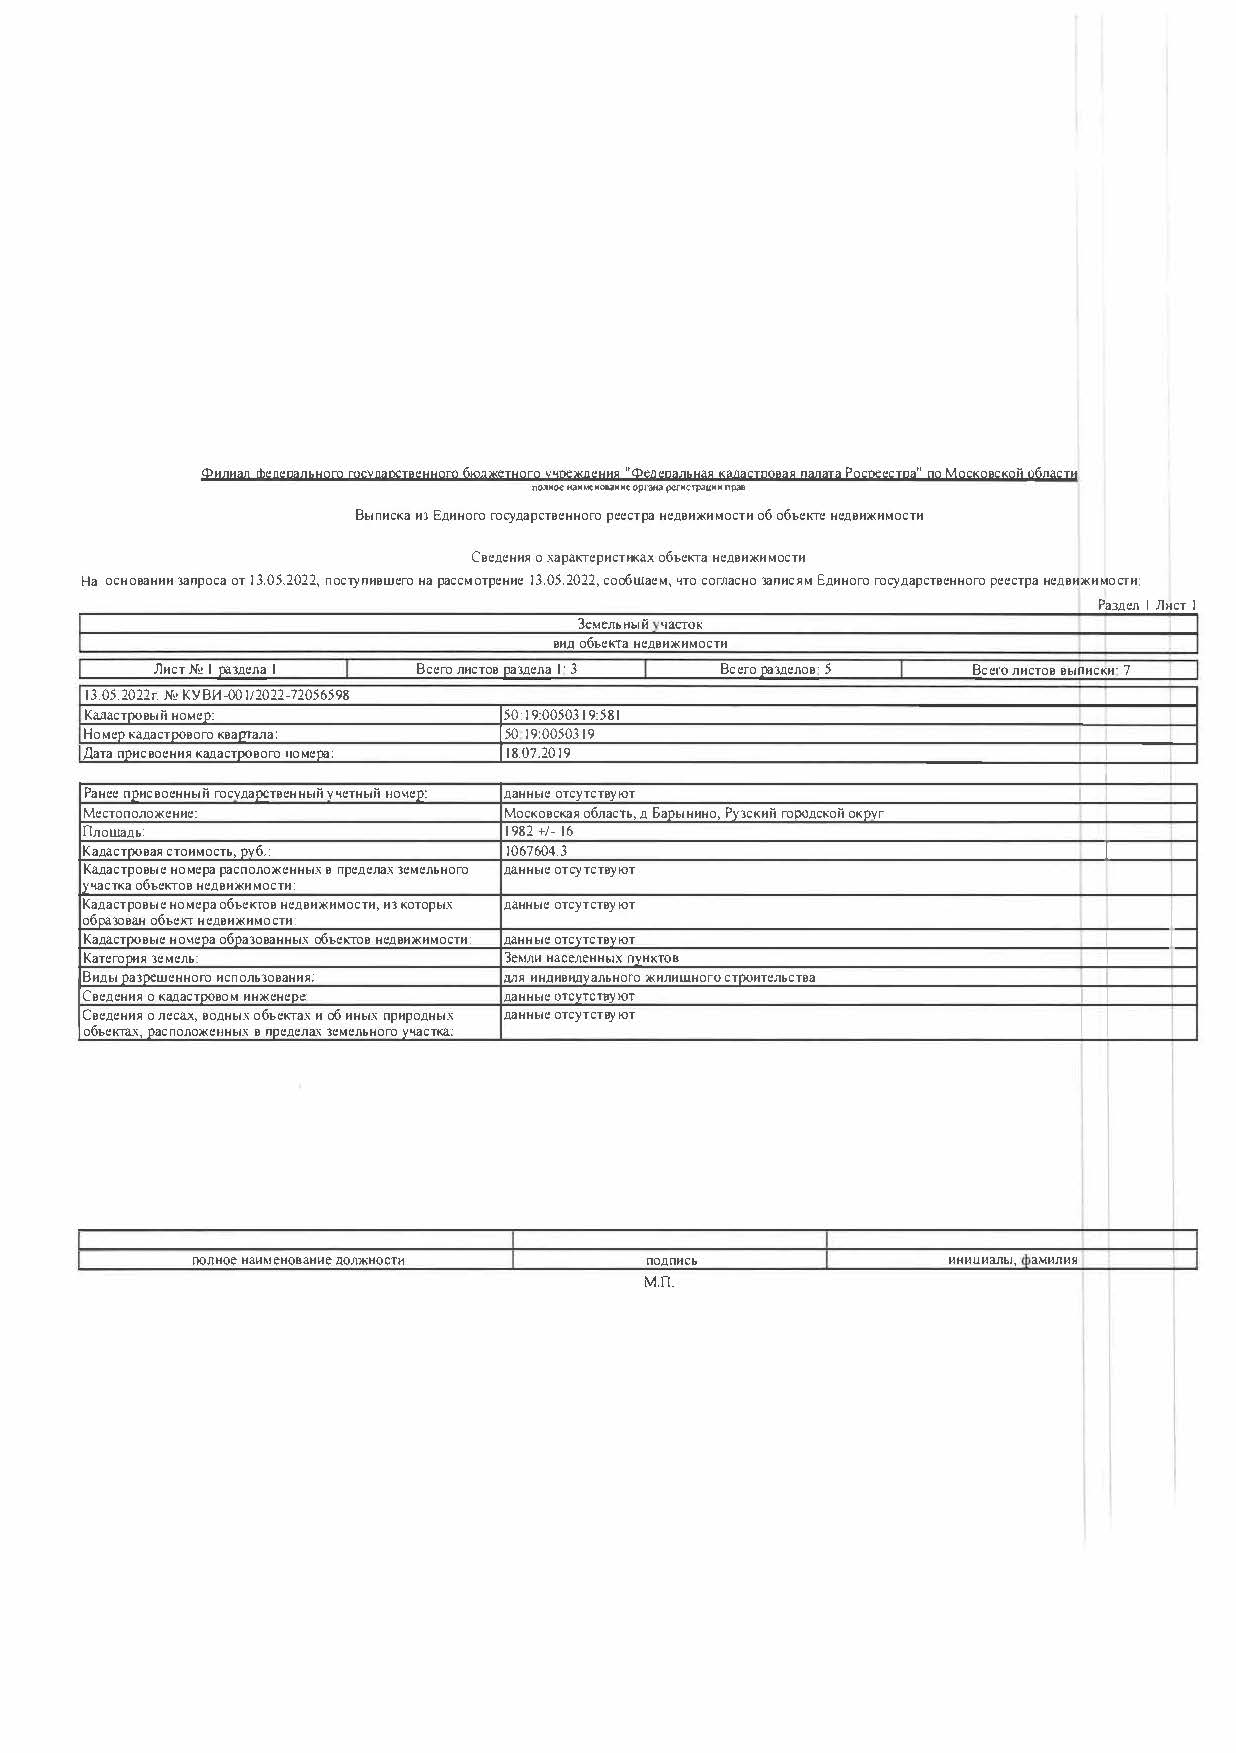 Филиал федерального государственного бюджетного учреждения "Федеральная кадастровая палата Росреестра" по Московской области
полное наименование органа регистрации прав
Выписка из Единого государственного реестра недвижимости об объекте недвижимости
Сведения о характеристиках объекта недвижимости
На основании запроса от 13.05.2022, поступившего на рассмотрение 13.05.2022, сообщаем, что согласно записям Единого государственного реестра недвижимости:
Раздел 1 Лист 1
Земельный участок
вид объекта недвижимости
Лист № 1 раздела 1 Всего листов раздела 1: 3 Всего разделов: 5 Всего листов выписки: 7
13.05.2022г. № КУВИ-001/2022-72056598
Кадастровый номер: 50:19:0050319:581
Номер кадастрового квартала: 50:19:0050319
Дата присвоения кадастрового номера: 18.07.2019
Ранее присвоенный государственный учетный номер: данные отсутствуют
Местоположение: Московская область, д Барынино, Рузский городской округ
Площадь: 1982 +/- 16
Кадастровая стоимость, руб.: 1067604.3
Кадастровые номера расположенных в пределах земельного данные отсутствуют
участка объектов недвижимости:
Кадастровые номера объектов недвижимости, из которых данные отсутствуют
образован объект недвижимости:
Кадастровые номера образованных объектов недвижимости: данные отсутствуют
Категория земель: Земли населенных пунктов
Виды разрешенного использования: для индивидуального жилишного строительства
Сведения о кадастровом инженере: данные отсутствуют
Сведения о лесах, водных объектах и об иных природных данные отсутствуют
объектах, расположенных в пределах земельного участка:
полное наименование должности подпись инициалы, фамилия
М.П.